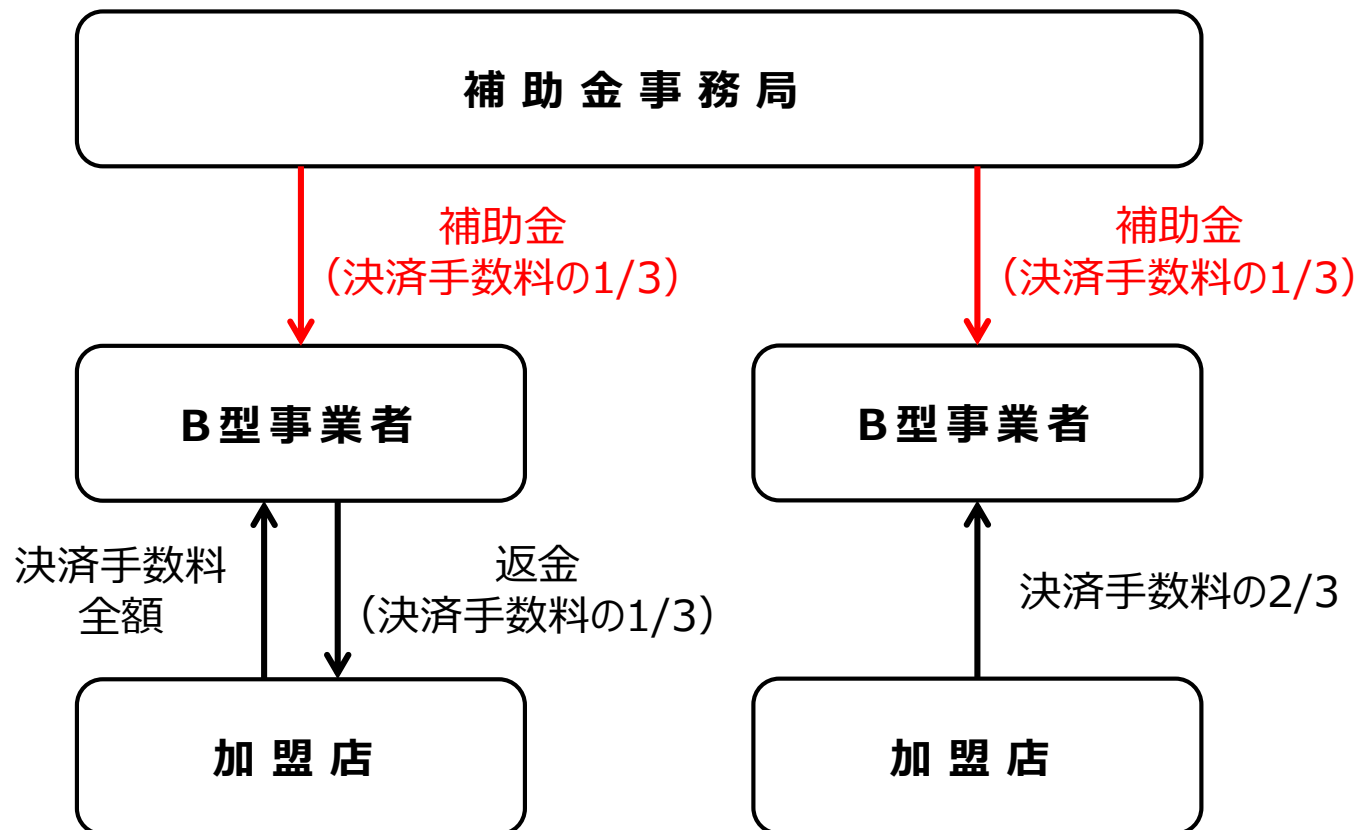 補助金事務局
補助金
（決済手数料の1/3）
補助金
（決済手数料の1/3）
B型事業者
B型事業者
決済手数料
全額
返金
（決済手数料の1/3）
決済手数料の2/3
加盟店
加盟店